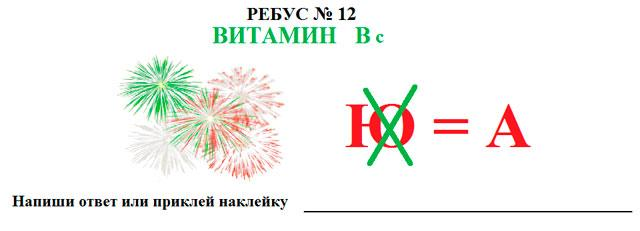 РЕБУС № 12
ВИТАМИН В с
Ю = А
Напиши ответ или приклей наклейку